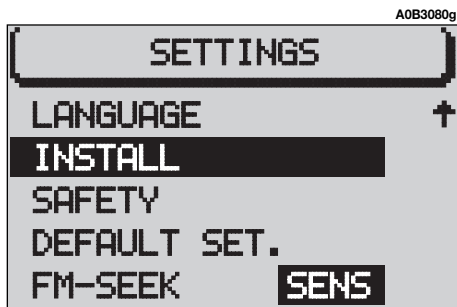 A0B3080g
SETTINGS
LANGUAGE
INSTALL
SAFETY
DEFAULT SET.
FM-SEEK SENS